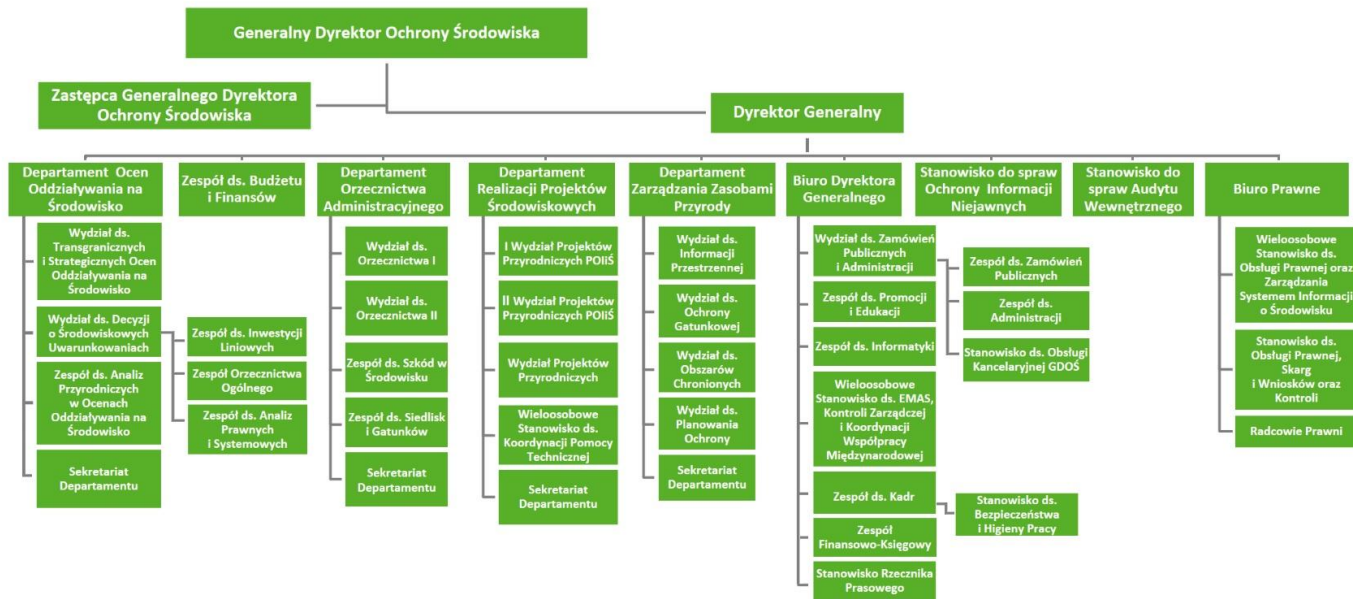 Generalny Dyrektor Ochrony Środowiska
Zastępca Generalnego Dyrektora
Ochrony Środowiska
Dyrektor Generalny
Departament Ocen
Oddziaływania na
Środowisko
Zespół ds. Budżetu
i Finansów
Departament
Orzecznictwa
Administracyjnego
Departament
Realizacji Projektów
Środowiskowych
Departament
Zarządzania Zasobami
Przyrody
Biuro Dyrektora
Generalnego
Stanowisko do spraw
Ochrony Informacji
Niejawnych
Stanowisko do
spraw Audytu
Wewnętrznego
Biuro Prawne
Wydział ds.
Transgranicznych
i Strategicznych Ocen
Oddziaływania na
Środowisko
Wydział ds. Decyzji
o Środowiskowych
Uwarunkowaniach
Zespół ds. Analiz
Przyrodniczych
w Ocenach
Oddziaływania na
Środowisko
Sekretariat
Departamentu
Zespół ds. Inwestycji
Liniowych
Zespół Orzecznictwa
Ogólnego
Zespół ds. Analiz
Prawnych
i Systemowych
Wydział ds.
Orzecznictwa I
Wydział ds.
Orzecznictwa II
Zespół ds. Szkód w
Środowisku
Zespół ds. Siedlisk
i Gatunków
Sekretariat
Departamentu
I Wydział Projektów
Przyrodniczych POIiŚ
II Wydział Projektów
Przyrodniczych POIiŚ
Wydział Projektów
Przyrodniczych
Wieloosobowe
Stanowisko ds.
Koordynacji Pomocy
Technicznej
Sekretariat
Departamentu
Wydział ds.
Informacji
Przestrzennej
Wydział ds.
Ochrony
Gatunkowej
Wydział ds.
Obszarów
Chronionych
Wydział ds.
Planowania
Ochrony
Sekretariat
Departamentu
Wydział ds. Zamówień
Publicznych
i Administracji
Zespół ds. Promocji
i Edukacji
Zespół ds. Informatyki
Wieloosobowe
Stanowisko ds. EMAS,
Kontroli Zarządczej
i Koordynacji
Współpracy
Międzynarodowej
Zespół ds. Kadr
Zespół
Finansowo-Księgowy
Stanowisko Rzecznika
Prasowego
Zespół ds. Zamówień
Publicznych
Zespół ds.
Administracji
Stanowisko ds. Obsługi
Kancelaryjnej GDOŚ
Stanowisko ds.
Bezpieczeństwa
i Higieny Pracy
Wieloosobowe
Stanowisko ds.
Obsługi Prawnej oraz
Zarządzania
Systemem Informacji
o Środowisku
Stanowisko ds.
Obsługi Prawnej,
Skarg
i Wniosków oraz
Kontroli
Radcowie Prawni